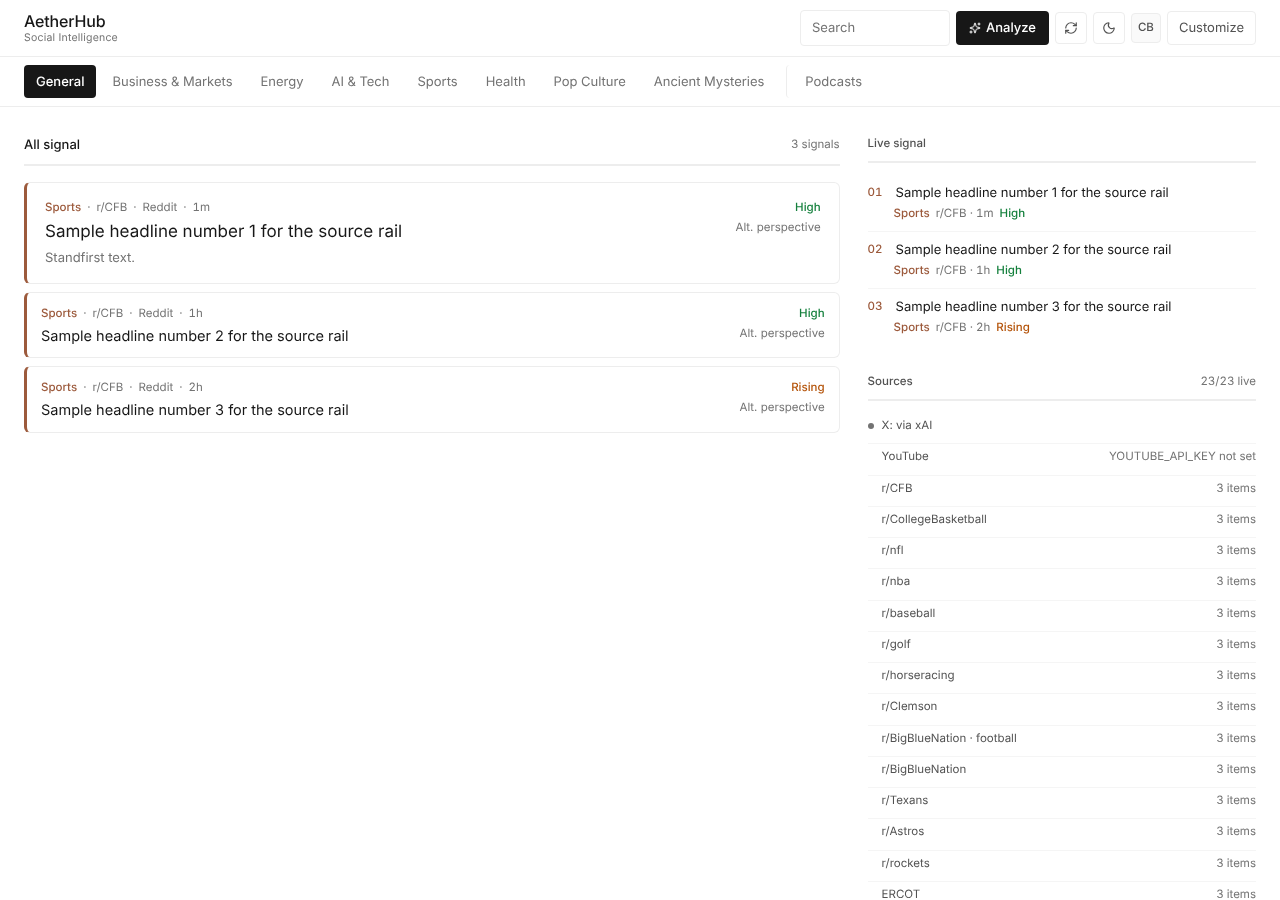 AetherHub
Social Intelligence
Search
Analyze
CB
Customize
General
Business & Markets
Energy
AI & Tech
Sports
Health
Pop Culture
Ancient Mysteries
Podcasts
All signal
3 signals
Sports · r/CFB · Reddit · 1m
High
Sample headline number 1 for the source rail
Alt. perspective
Standfirst text.
Sports · r/CFB · Reddit · 1h
High
Sample headline number 2 for the source rail
Alt. perspective
Sports · r/CFB · Reddit · 2h
Rising
Sample headline number 3 for the source rail
Alt. perspective
Live signal
01 Sample headline number 1 for the source rail
Sports r/CFB · 1m High
02 Sample headline number 2 for the source rail
Sports r/CFB · 1h High
03 Sample headline number 3 for the source rail
Sports r/CFB · 2h Rising
Sources 23/23 live
X: via xAI
YouTube YOUTUBE_API_KEY not set
r/CFB 3 items
r/CollegeBasketball 3 items
r/nfl 3 items
r/nba 3 items
r/baseball 3 items
r/golf 3 items
r/horseracing 3 items
r/Clemson 3 items
r/BigBlueNation · football 3 items
r/BigBlueNation 3 items
r/Texans 3 items
r/Astros 3 items
r/rockets 3 items
ERCOT 3 items